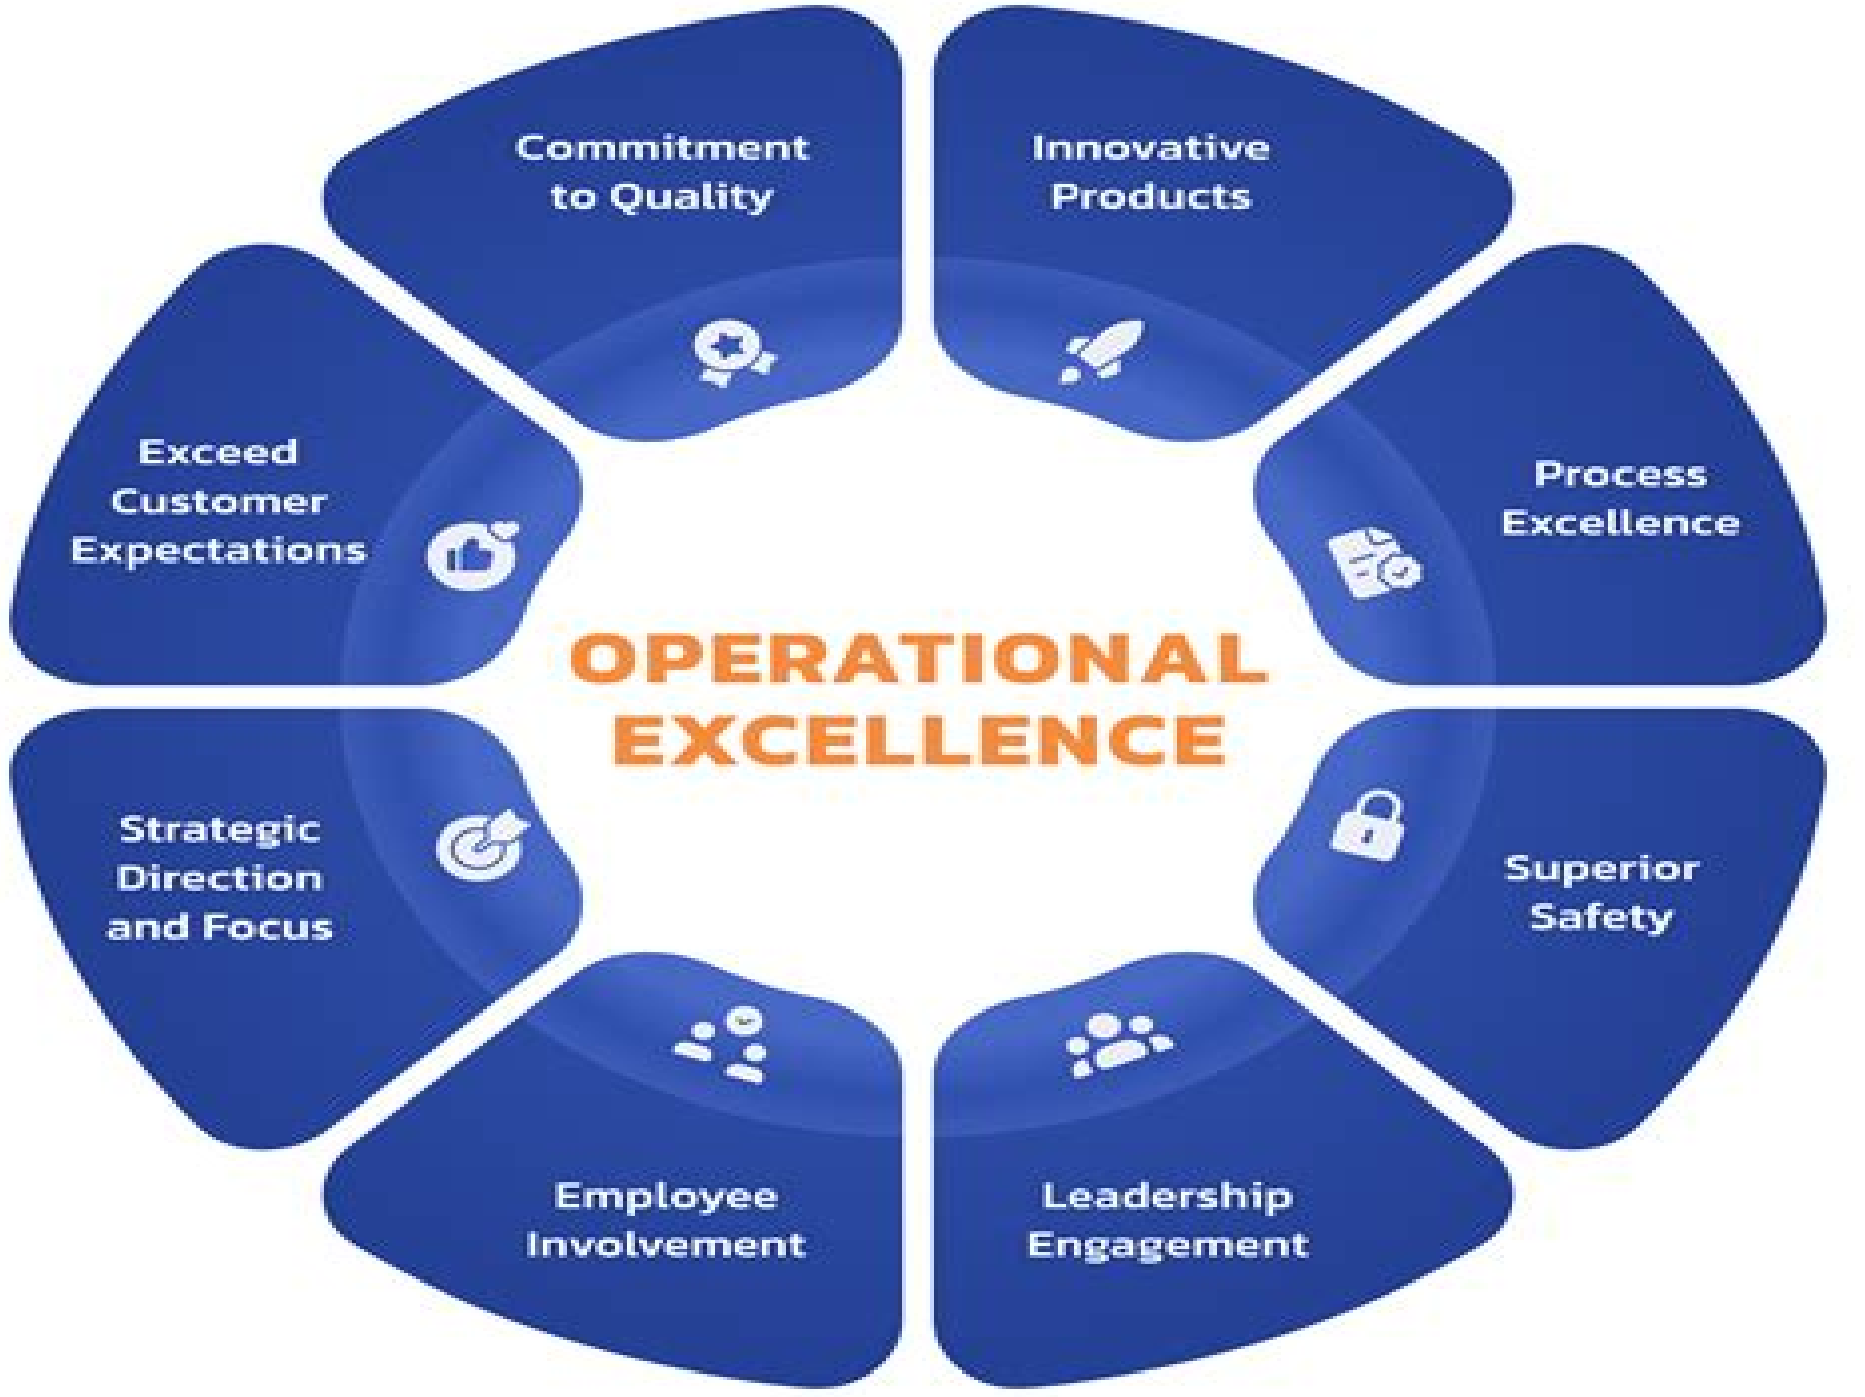 Commitment
to Quality
Innovative
Products
Process
Excellence
Superior
Safety
Leadership
Engagement
Employee
Involvement
Strategic
Direction
and Focus
Exceed
Customer
Expectations
OPERATIONAL
EXCELLENCE